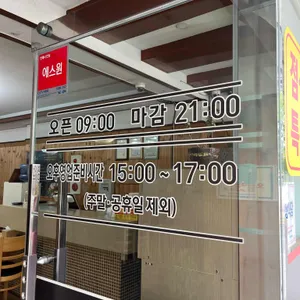 에스원
오픈 09:00 마감 21:00
오후영업준비시간 15:00~17:00
(주말·공휴일 제외)